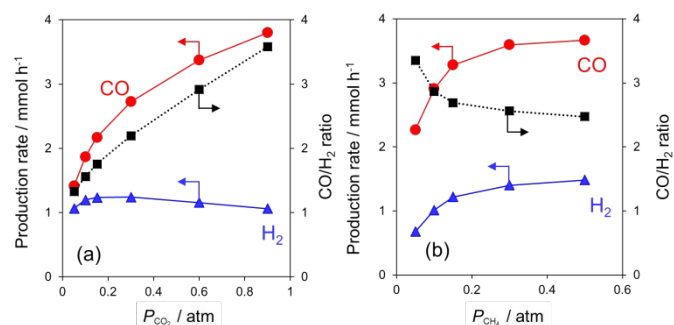 4
3
2
1
0
Production rate / mmol h⁻¹
CO
H₂
(a)
4
3
2
1
0
CO/H₂ ratio
0
0.2
0.4
0.6
0.8
1
P_CO₂ / atm
4
3
2
1
0
Production rate / mmol h⁻¹
CO
H₂
(b)
4
3
2
1
0
CO/H₂ ratio
0
0.2
0.4
0.6
P_CH₄ / atm